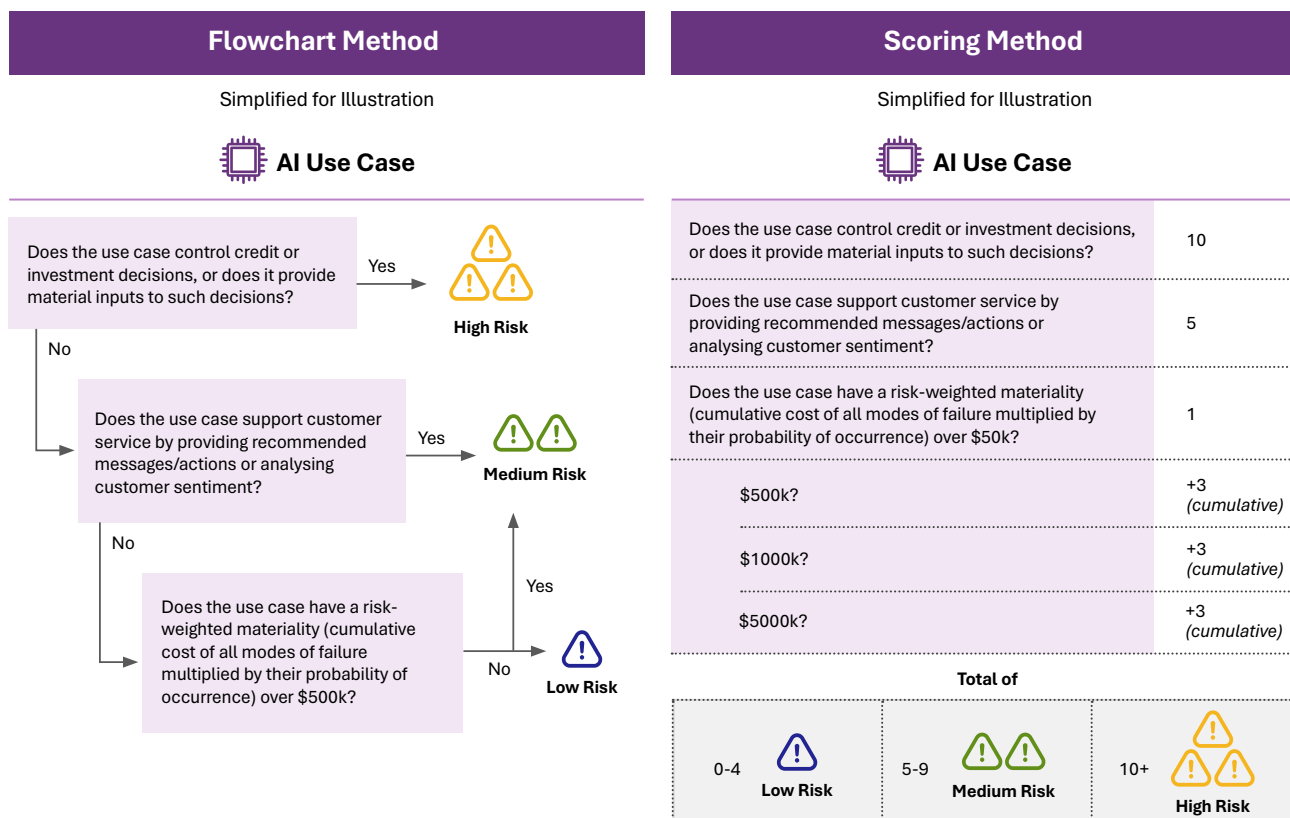 Flowchart Method
Simplified for Illustration
AI Use Case
Does the use case control credit or
investment decisions, or does it provide
material inputs to such decisions?
Yes
High Risk
No
Does the use case support customer
service by providing recommended
messages/actions or analysing
customer sentiment?
Yes
Medium Risk
No
Does the use case have a risk-
weighted materiality (cumulative
cost of all modes of failure
multiplied by their probability of
occurrence) over $500k?
Yes
No
Low Risk
Scoring Method
Simplified for Illustration
AI Use Case
Does the use case control credit or investment decisions,
or does it provide material inputs to such decisions?
10
Does the use case support customer service by
providing recommended messages/actions or
analysing customer sentiment?
5
Does the use case have a risk-weighted materiality
(cumulative cost of all modes of failure multiplied by
their probability of occurrence) over $50k?
1
$500k?
+3
(cumulative)
$1000k?
+3
(cumulative)
$5000k?
+3
(cumulative)
Total of
0-4
Low Risk
5-9
Medium Risk
10+
High Risk